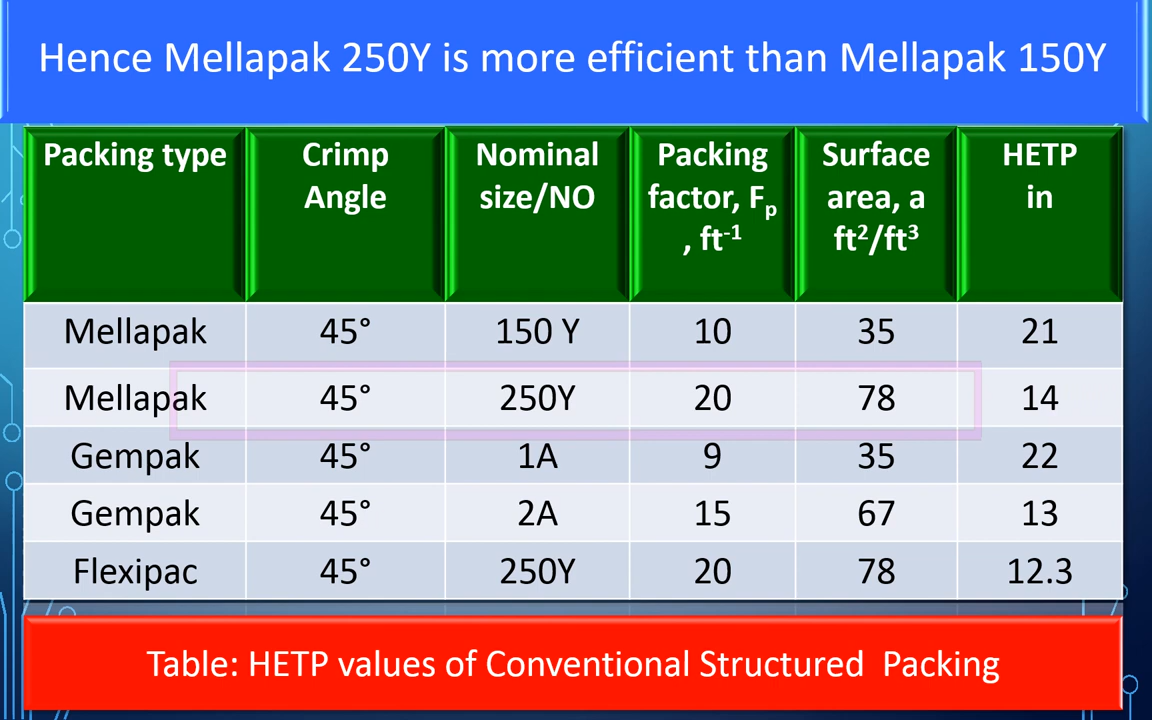 Hence Mellapak 250Y is more efficient than Mellapak 150Y
Packing type | Crimp Angle | Nominal size/NO | Packing factor, Fp , ft-1 | Surface area, a ft2/ft3 | HETP in
Mellapak | 45° | 150 Y | 10 | 35 | 21
Mellapak | 45° | 250Y | 20 | 78 | 14
Gempak | 45° | 1A | 9 | 35 | 22
Gempak | 45° | 2A | 15 | 67 | 13
Flexipac | 45° | 250Y | 20 | 78 | 12.3
Table: HETP values of Conventional Structured Packing